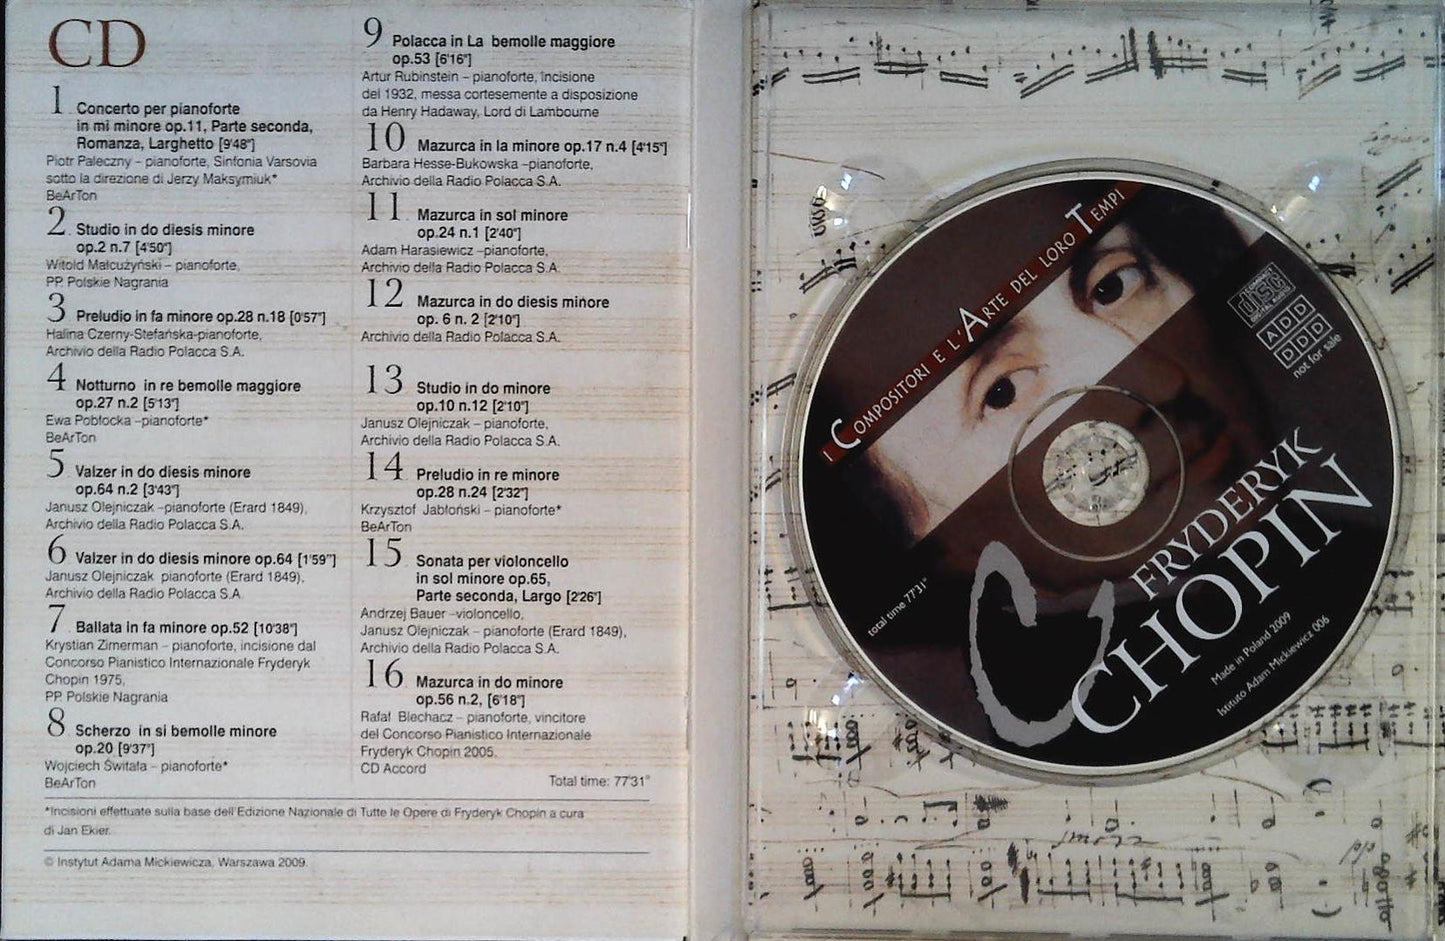 CD
1 Concerto per pianoforte
in mi minore op.11, Parte seconda,
Romanza, Larghetto [9'48"]
Piotr Paleczny – pianoforte, Sinfonia Varsovia
sotto la direzione di Jerzy Maksymiuk*
BeArTon
2 Studio in do diesis minore
op.2 n.7 [4'50"]
Witold Małcużyński – pianoforte,
PP. Polskie Nagrania
3 Preludio in fa minore op.28 n.18 [0'57"]
Halina Czerny-Stefańska-pianoforte,
Archivio della Radio Polacca S.A.
4 Notturno in re bemolle maggiore
op.27 n.2 [5'13"]
Ewa Pobłocka –pianoforte*
BeArTon
5 Valzer in do diesis minore
op.64 n.2 [3'43"]
Janusz Olejniczak –pianoforte (Erard 1849),
Archivio della Radio Polacca S.A.
6 Valzer in do diesis minore op.64 [1'59"]
Janusz Olejniczak pianoforte (Erard 1849),
Archivio della Radio Polacca S.A
7 Ballata in fa minore op.52 [10'38"]
Krystian Zimerman – pianoforte, incisione dal
Concorso Pianistico Internazionale Fryderyk
Chopin 1975,
PP. Polskie Nagrania
8 Scherzo in si bemolle minore
op.20 [9'37"]
Wojciech Świtała – pianoforte*
BeArTon
9 Polacca in La bemolle maggiore
op.53 [6'16"]
Artur Rubinstein – pianoforte, incisione
del 1932, messa cortesemente a disposizione
da Henry Hadaway, Lord di Lambourne
10 Mazurca in la minore op.17 n.4 [4'15"]
Barbara Hesse-Bukowska –pianoforte,
Archivio della Radio Polacca S.A.
11 Mazurca in sol minore
op.24 n.1 [2'40"]
Adam Harasiewicz –pianoforte,
Archivio della Radio Polacca S.A.
12 Mazurca in do diesis minore
op. 6 n. 2 [2'10"]
Archivio della Radio Polacca S.A.
13 Studio in do minore
op.10 n.12 [2'10"]
Janusz Olejniczak – pianoforte,
Archivio della Radio Polacca S.A.
14 Preludio in re minore
op.28 n.24 [2'32"]
Krzysztof Jabłoński – pianoforte*
BeArTon
15 Sonata per violoncello
in sol minore op.65,
Parte seconda, Largo [2'26"]
Andrzej Bauer –violoncello,
Janusz Olejniczak – pianoforte (Erard 1849),
Archivio della Radio Polacca S.A.
16 Mazurca in do minore
op.56 n.2, [6'18"]
Rafał Blechacz – pianoforte, vincitore
del Concorso Pianistico Internazionale
Fryderyk Chopin 2005.
CD Accord
Total time: 77'31"
*Incisioni effettuate sulla base dell'Edizione Nazionale di Tutte le Opere di Fryderyk Chopin a cura
di Jan Ekier.
© Instytut Adama Mickiewicza, Warszawa 2009.
I COMPOSITORI E L'ARTE DEL LORO TEMPI
COMPACT
disc
DIGITAL AUDIO
ADD
DDD
not for sale
total time 77'31"
FRYDERYK
CHOPIN
Made in Poland 2009
Istituto Adam Mickiewicz 006